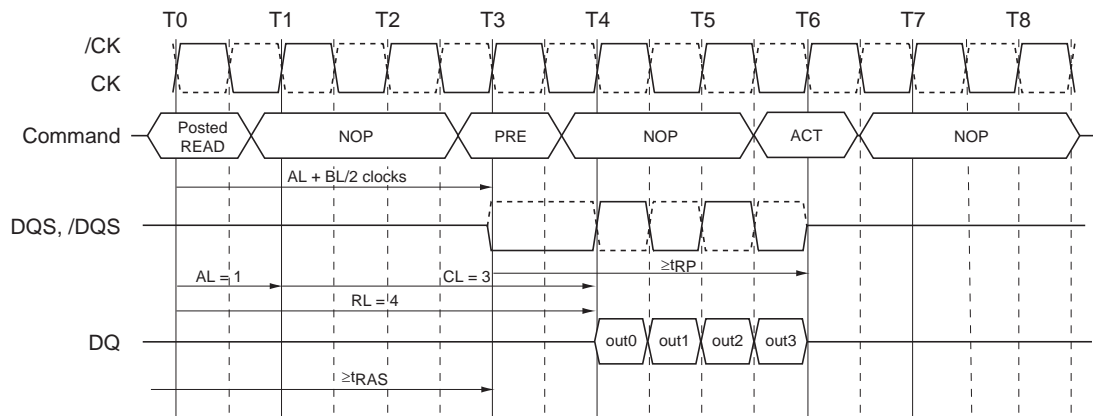 T0 T1 T2 T3 T4 T5 T6 T7 T8
/CK
CK
Command
Posted
READ
NOP
PRE
NOP
ACT
NOP
AL + BL/2 clocks
DQS, /DQS
≥tRP
AL = 1
CL = 3
RL = 4
DQ
out0 out1 out2 out3
≥tRAS